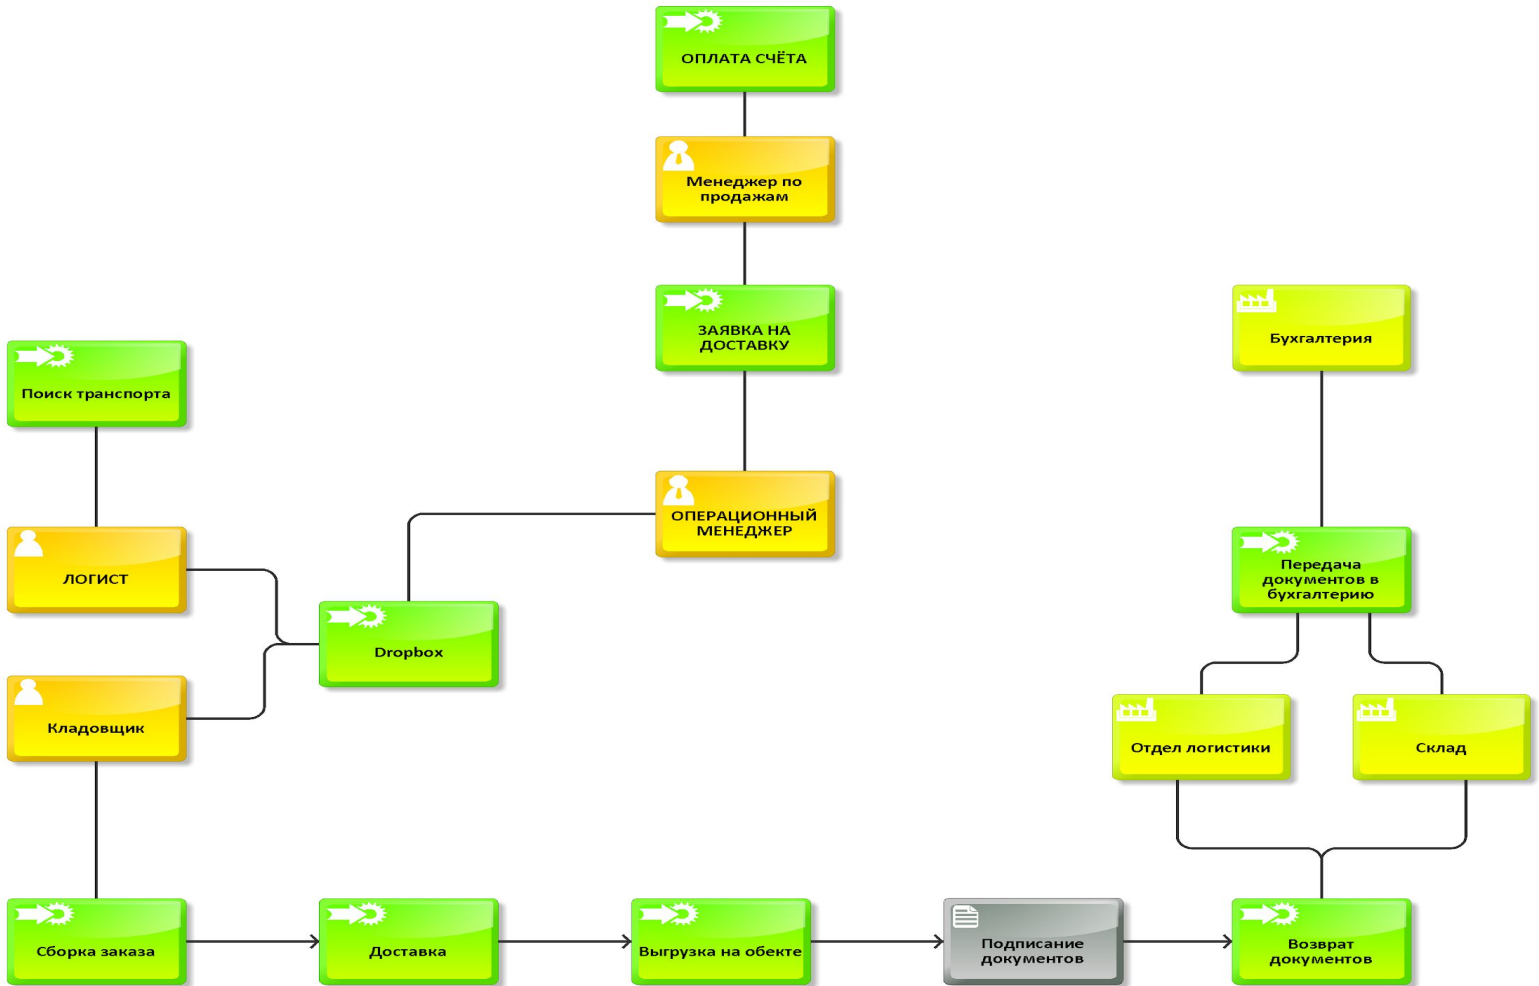 ОПЛАТА СЧЁТА
Менеджер по
продажам
ЗАЯВКА НА
ДОСТАВКУ
Бухгалтерия
Поиск транспорта
ОПЕРАЦИОННЫЙ
МЕНЕДЖЕР
ЛОГИСТ
Передача
документов в
бухгалтерию
Dropbox
Кладовщик
Отдел логистики
Склад
Сборка заказа
Доставка
Выгрузка на обекте
Подписание
документов
Возврат
документов